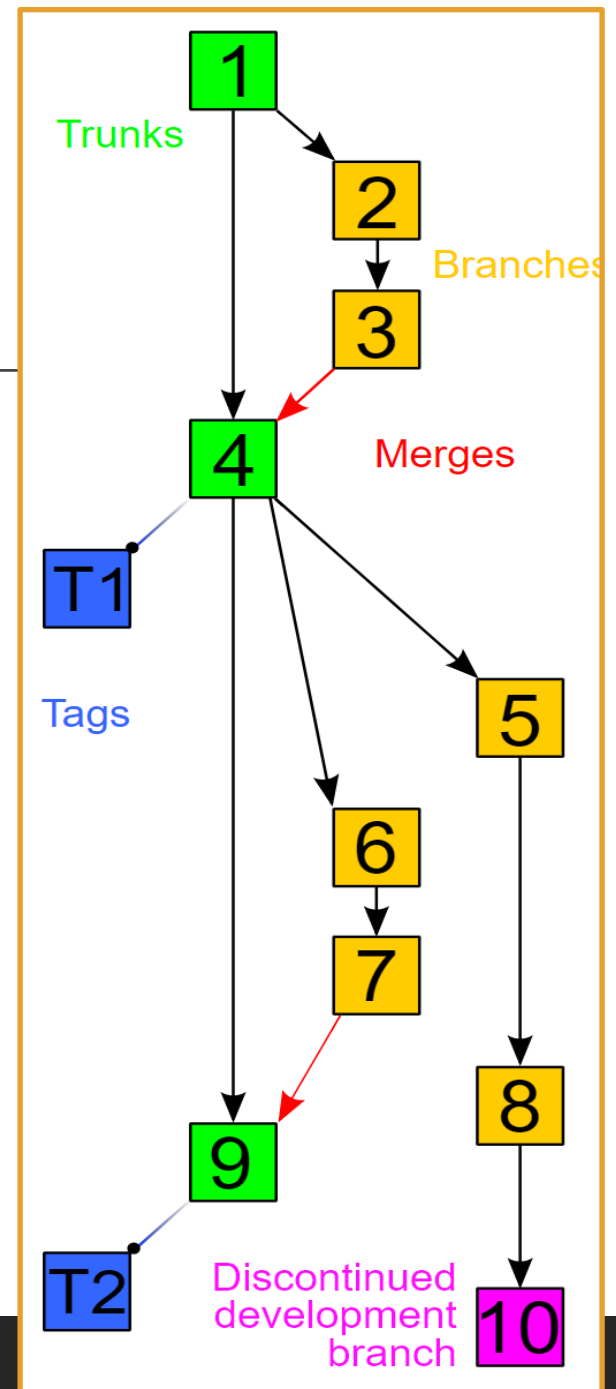 1
Trunks
2
Branches
3
4
Merges
T1
5
Tags
6
7
8
9
T2
Discontinued
development
branch
10